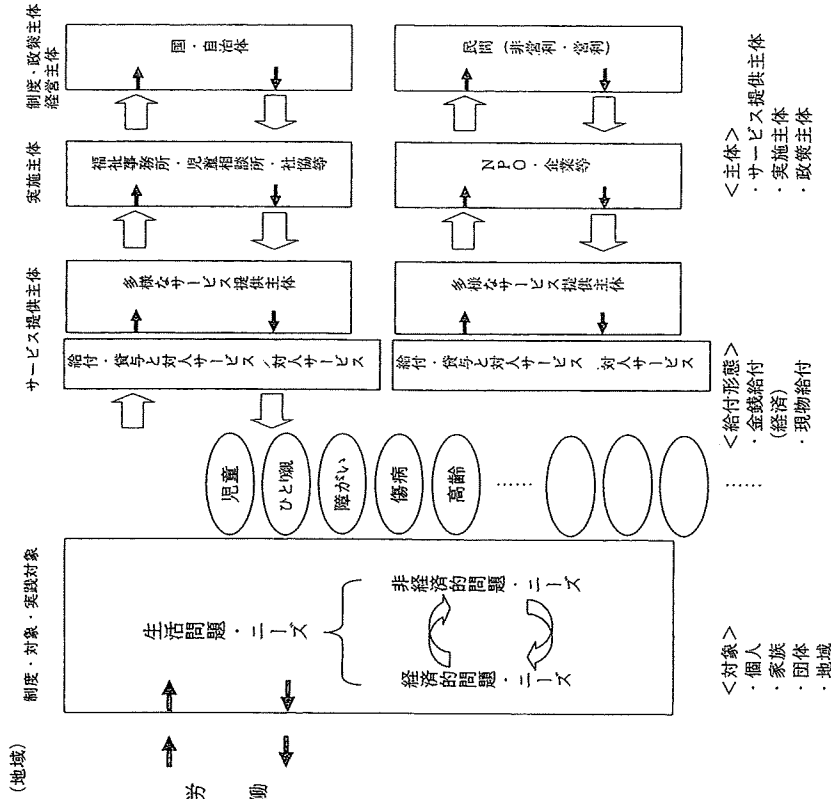 (地域)
労
働
制度・対象・実践対象
生活問題・ニーズ
経済的問題・ニーズ
非経済的問題・ニーズ
<対象>
・個人
・家族
・団体
・地域
児童
ひとり親
障がい
傷病
高齢
……
……
サービス提供主体
給付・貸与と対人サービス／対人サービス
多様なサービス提供主体
給付・貸与と対人サービス／対人サービス
多様なサービス提供主体
<給付形態>
・金銭給付
(経済)
・現物給付
実施主体
福祉事務所・児童相談所・社協等
NPO・企業等
制度・政策主体
経営主体
国・自治体
民間(非営利・営利)
<主体>
・サービス提供主体
・実施主体
・政策主体